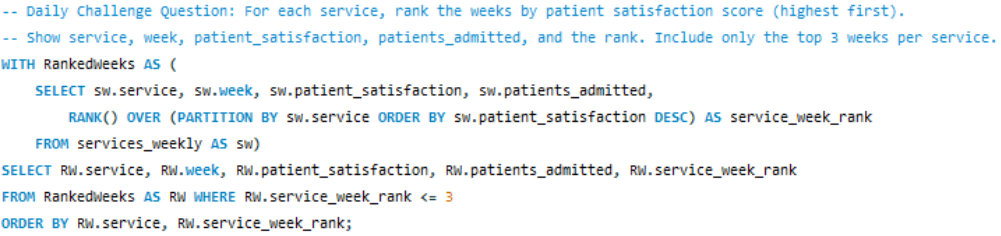 -- Daily Challenge Question: For each service, rank the weeks by patient satisfaction score (highest first).
-- Show service, week, patient_satisfaction, patients_admitted, and the rank. Include only the top 3 weeks per service.
WITH RankedWeeks AS (
    SELECT sw.service, sw.week, sw.patient_satisfaction, sw.patients_admitted,
        RANK() OVER (PARTITION BY sw.service ORDER BY sw.patient_satisfaction DESC) AS service_week_rank
    FROM services_weekly AS sw)
SELECT RW.service, RW.week, RW.patient_satisfaction, RW.patients_admitted, RW.service_week_rank
FROM RankedWeeks AS RW WHERE RW.service_week_rank <= 3
ORDER BY RW.service, RW.service_week_rank;